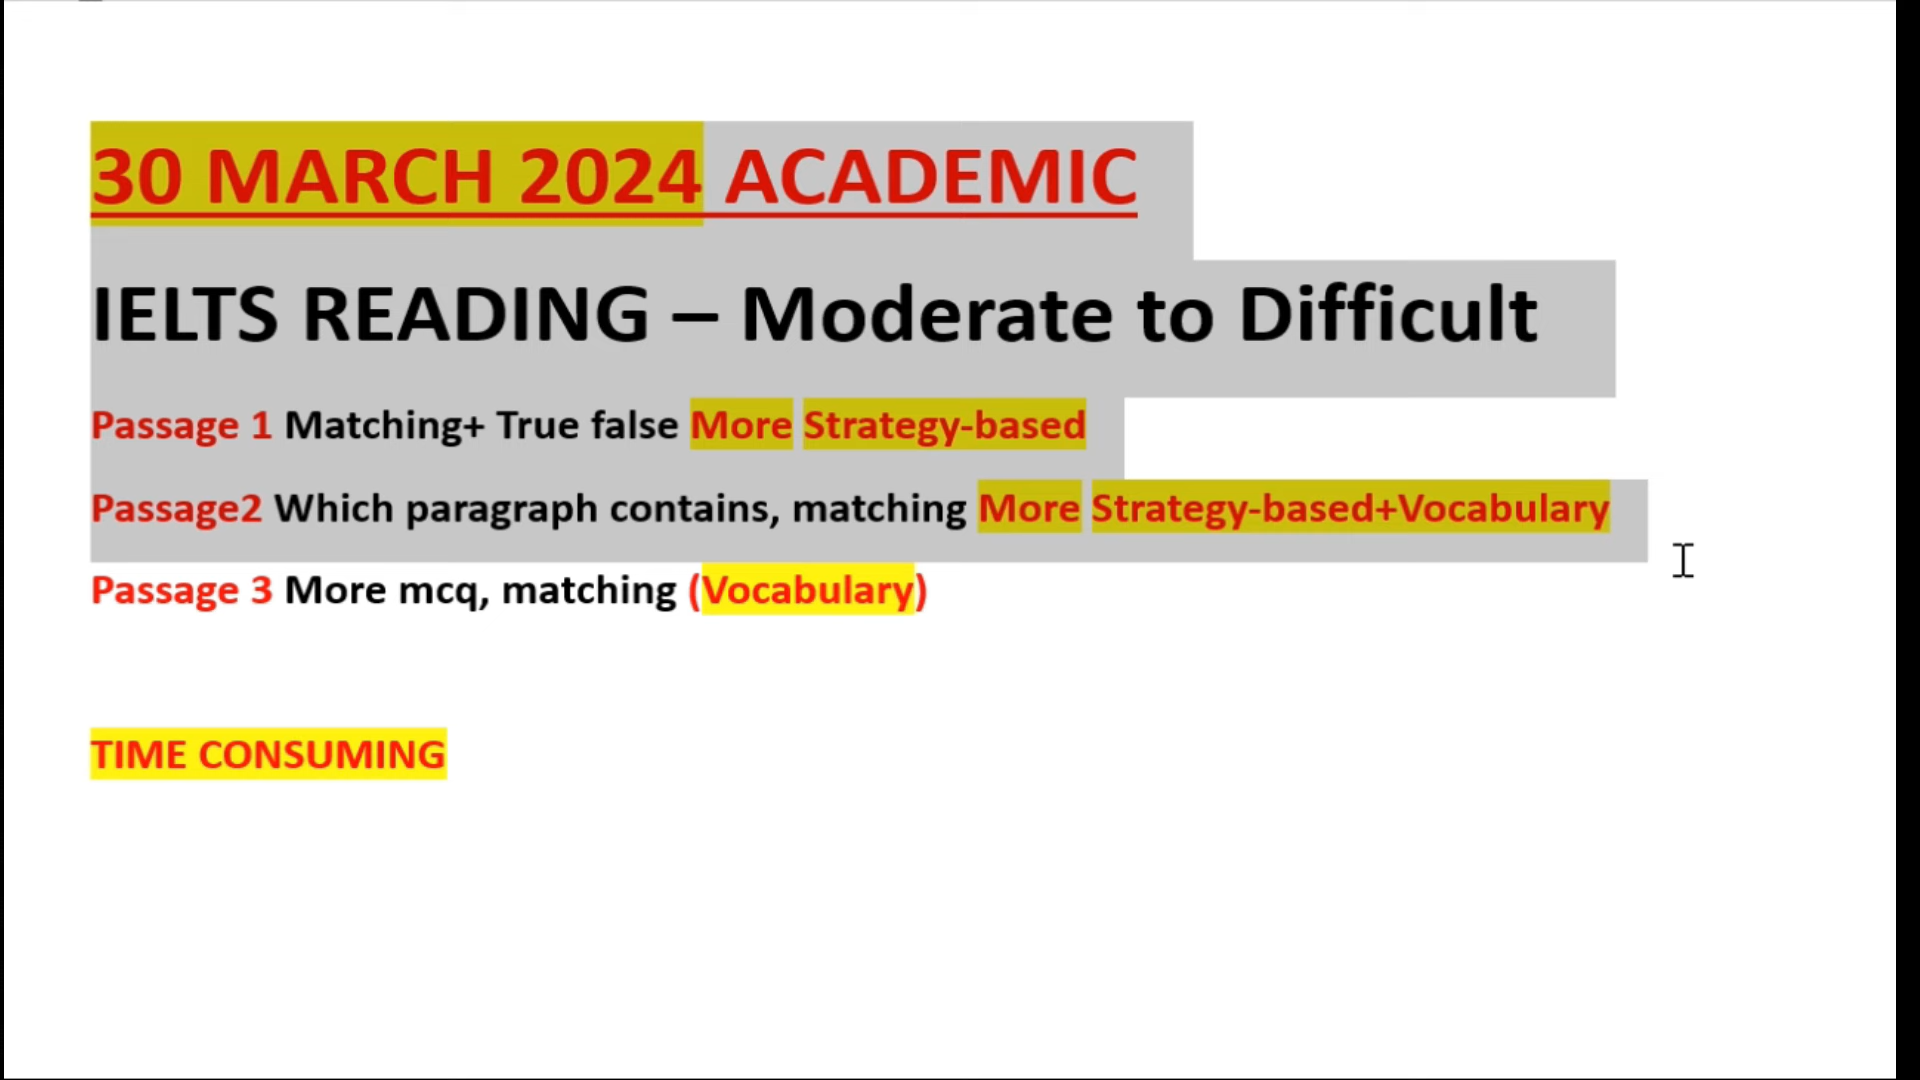 30 MARCH 2024 ACADEMIC
IELTS READING – Moderate to Difficult
Passage 1 Matching+ True false More Strategy-based
Passage2 Which paragraph contains, matching More Strategy-based+Vocabulary
Passage 3 More mcq, matching (Vocabulary)
TIME CONSUMING